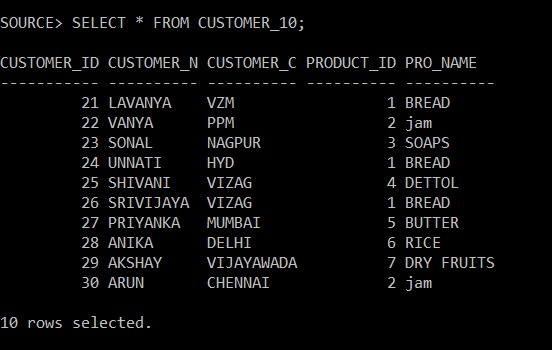 SOURCE> SELECT * FROM CUSTOMER_10;
CUSTOMER_ID CUSTOMER_N CUSTOMER_C PRODUCT_ID PRO_NAME
----------- ---------- ---------- ---------- ----------
21 LAVANYA VZM 1 BREAD
22 VANYA PPM 2 jam
23 SONAL NAGPUR 3 SOAPS
24 UNNATI HYD 1 BREAD
25 SHIVANI VIZAG 4 DETTOL
26 SRIVIJAYA VIZAG 1 BREAD
27 PRIYANKA MUMBAI 5 BUTTER
28 ANIKA DELHI 6 RICE
29 AKSHAY VIJAYAWADA 7 DRY FRUITS
30 ARUN CHENNAI 2 jam
10 rows selected.